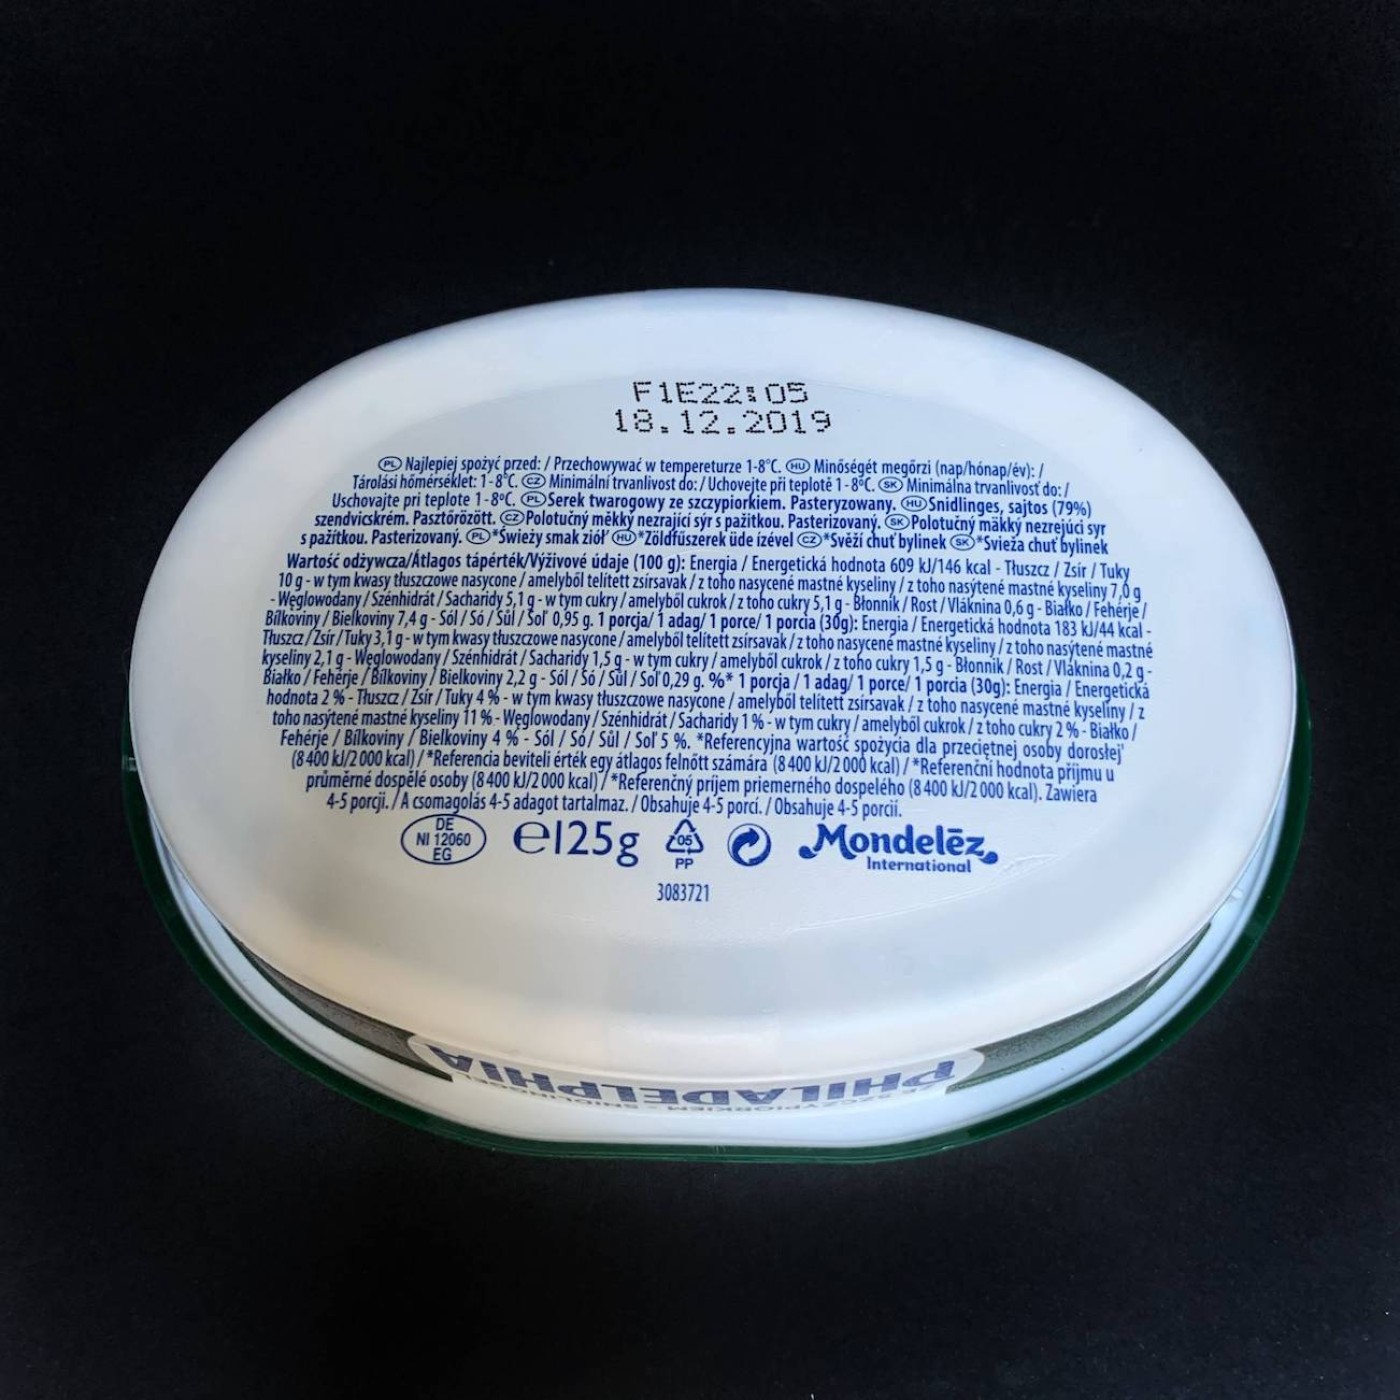 F1E22:05
18.12.2019
PL Najlepiej spożyć przed: / Przechowywać w tempereturze 1-8°C. HU Minőségét megőrzi (nap/hónap/év): /
Tárolási hőmérséklet: 1-8°C. CZ Minimální trvanlivost do: / Uchovejte při teplotě 1-8°C. SK Minimálna trvanlivosť do: /
Uschovajte pri teplote 1-8°C. PL Serek twarogowy ze szczypiorkiem. Pasteryzowany. HU Snidlinges, sajtos (79%)
szendvicskrém. Pasztőrözött. CZ Polotučný měkký nezrající sýr s pažitkou. Pasterizovaný. SK Polotučný mäkký nezrejúci syr
s pažítkou. Pasterizovaný. PL *Świeży smak ziół' HU *Zöldfűszerek üde ízével CZ *Svěží chuť bylinek SK *Svieža chuť byliniek
Wartość odżywcza/Átlagos tápérték/Výživové údaje (100 g): Energia / Energetická hodnota 609 kJ/146 kcal - Tłuszcz / Zsír / Tuky
10 g - w tym kwasy tłuszczowe nasycone / amelyből telített zsírsavak / z toho nasycené mastné kyseliny / z toho nasýtené mastné kyseliny 7,0 g
- Węglowodany / Szénhidrát / Sacharidy 5,1 g - w tym cukry / amelyből cukrok / z toho cukry 5,1 g - Błonnik / Rost / Vláknina 0,6 g - Białko / Fehérje /
Bílkoviny / Bielkoviny 7,4 g - Sól / Só / Sůl / Soľ 0,95 g. 1 porcja/ 1 adag/ 1 porce/ 1 porcia (30g): Energia / Energetická hodnota 183 kJ/44 kcal -
Tłuszcz / Zsír / Tuky 3,1 g - w tym kwasy tłuszczowe nasycone / amelyből telített zsírsavak / z toho nasycené mastné kyseliny / z toho nasýtené mastné
kyseliny 2,1 g - Węglowodany / Szénhidrát / Sacharidy 1,5 g - w tym cukry / amelyből cukrok / z toho cukry 1,5 g - Błonnik / Rost / Vláknina 0,2 g -
Białko / Fehérje / Bílkoviny / Bielkoviny 2,2 g - Sól / Só / Sůl / Soľ 0,29 g. %* 1 porcja / 1 adag/ 1 porce/ 1 porcia (30g): Energia / Energetická
hodnota 2 % - Tłuszcz / Zsír / Tuky 4 % - w tym kwasy tłuszczowe nasycone / amelyből telített zsírsavak / z toho nasycené mastné kyseliny / z
toho nasýtené mastné kyseliny 11 % - Węglowodany / Szénhidrát / Sacharidy 1 % - w tym cukry / amelyből cukrok / z toho cukry 2 % - Białko /
Fehérje / Bílkoviny / Bielkoviny 4 % - Sól / Só / Sůl / Soľ 5 %. *Referencyjna wartość spożycia dla przeciętnej osoby dorosłej
(8 400 kJ/2 000 kcal) / *Referencia beviteli érték egy átlagos felnőtt számára (8 400 kJ/2 000 kcal) / *Referenční hodnota příjmu u
průměrné dospělé osoby (8 400 kJ/2 000 kcal) / *Referenčný príjem priemerného dospelého (8 400 kJ/2 000 kcal). Zawiera
4-5 porcji. / A csomagolás 4-5 adagot tartalmaz. / Obsahuje 4-5 porcí. / Obsahuje 4-5 porcií.
DE
NI 12060
EG
e125g
05
PP
Mondelēz
International
3083721
PHILADELPHIA
ZE SZCZYPIORKIEM - SNIDLINGGEL